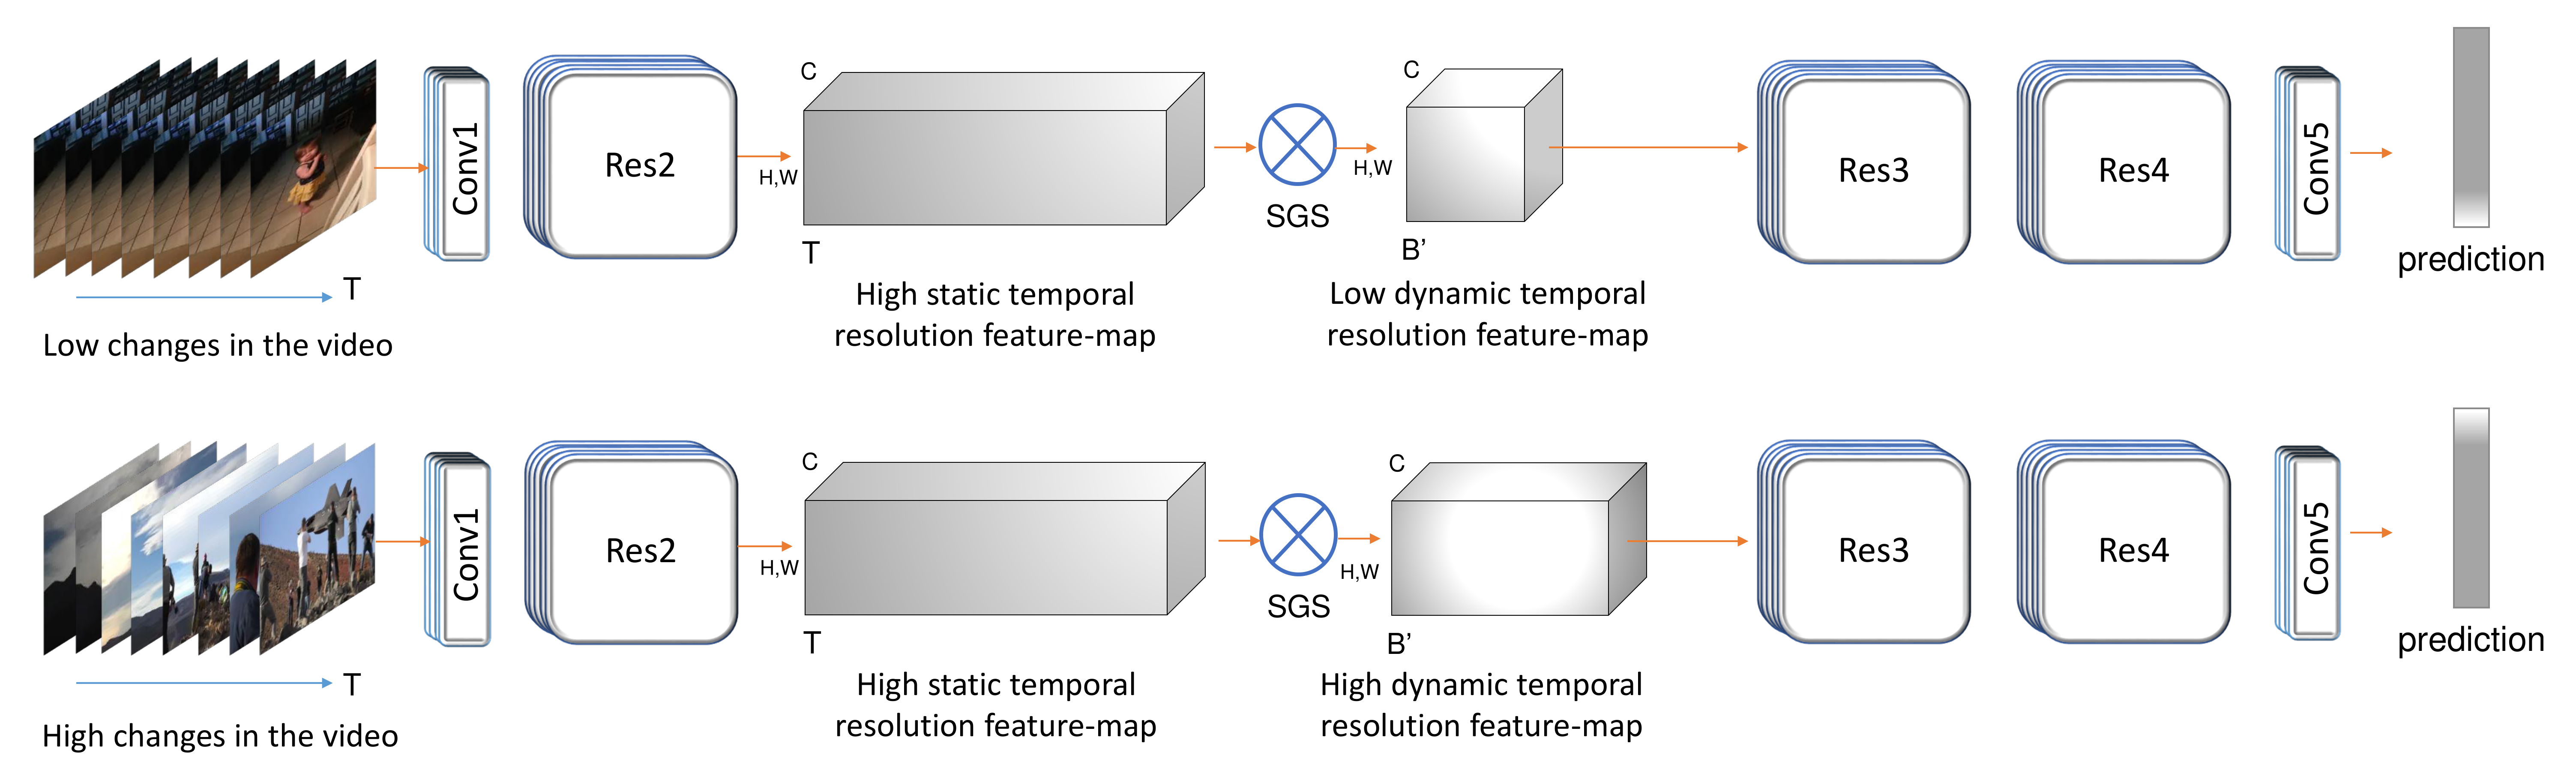 T
Low changes in the video
Conv1
Res2
H,W
C
T
High static temporal
resolution feature-map
SGS
H,W
C
B’
Low dynamic temporal
resolution feature-map
Res3
Res4
Conv5
prediction
T
High changes in the video
Conv1
Res2
H,W
C
T
High static temporal
resolution feature-map
SGS
H,W
C
B’
High dynamic temporal
resolution feature-map
Res3
Res4
Conv5
prediction